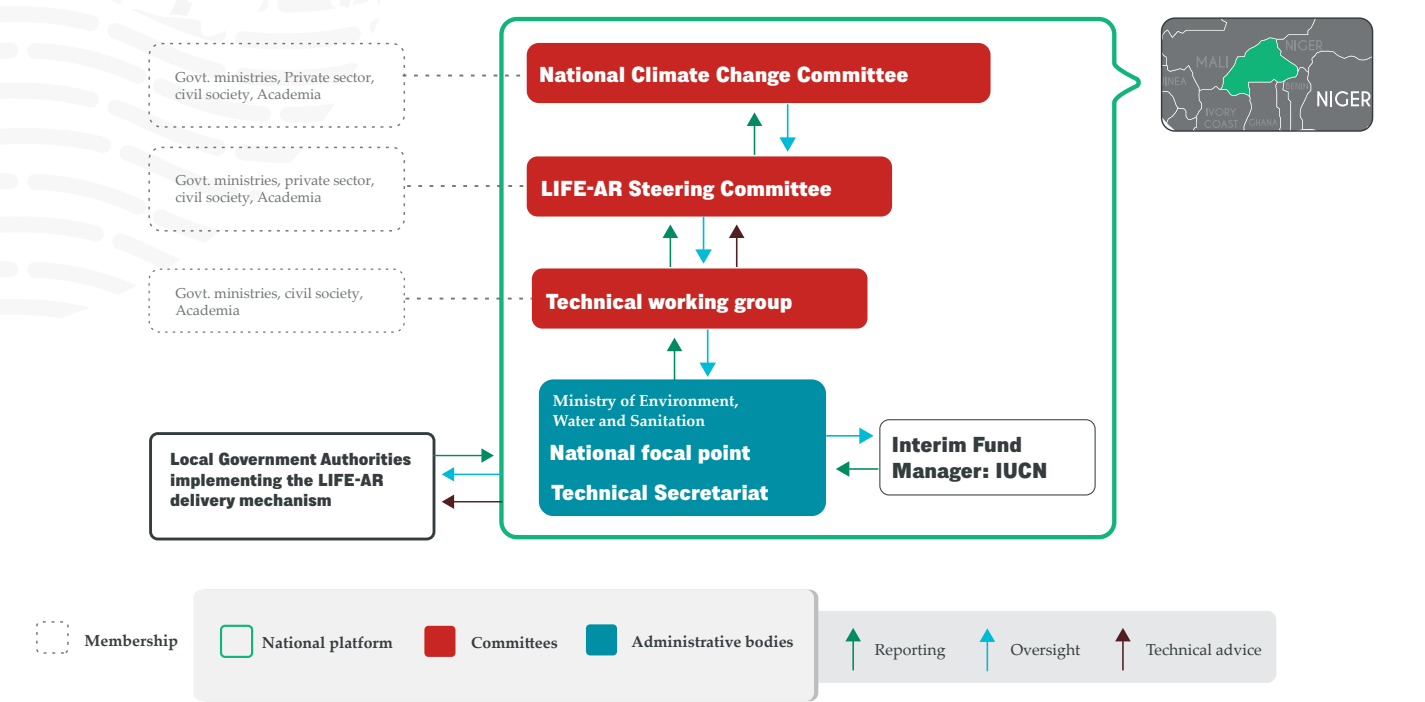 Govt. ministries, Private sector,
civil society, Academia
National Climate Change Committee
MALI
NIGER
INEA
BENIN
NIGER
IVORY
COAST
GHANA
Govt. ministries, private sector,
civil society, Academia
LIFE-AR Steering Committee
Govt. ministries, civil society,
Academia
Technical working group
Ministry of Environment,
Water and Sanitation
National focal point
Technical Secretariat
Interim Fund
Manager: IUCN
Local Government Authorities
implementing the LIFE-AR
delivery mechanism
Membership
National platform
Committees
Administrative bodies
Reporting
Oversight
Technical advice